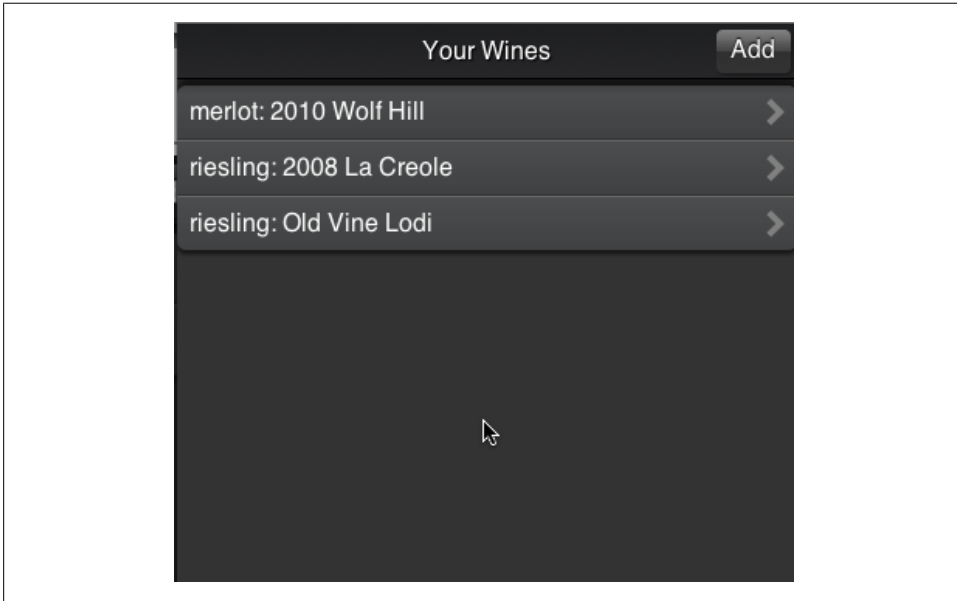 Your Wines
Add
merlot: 2010 Wolf Hill
riesling: 2008 La Creole
riesling: Old Vine Lodi